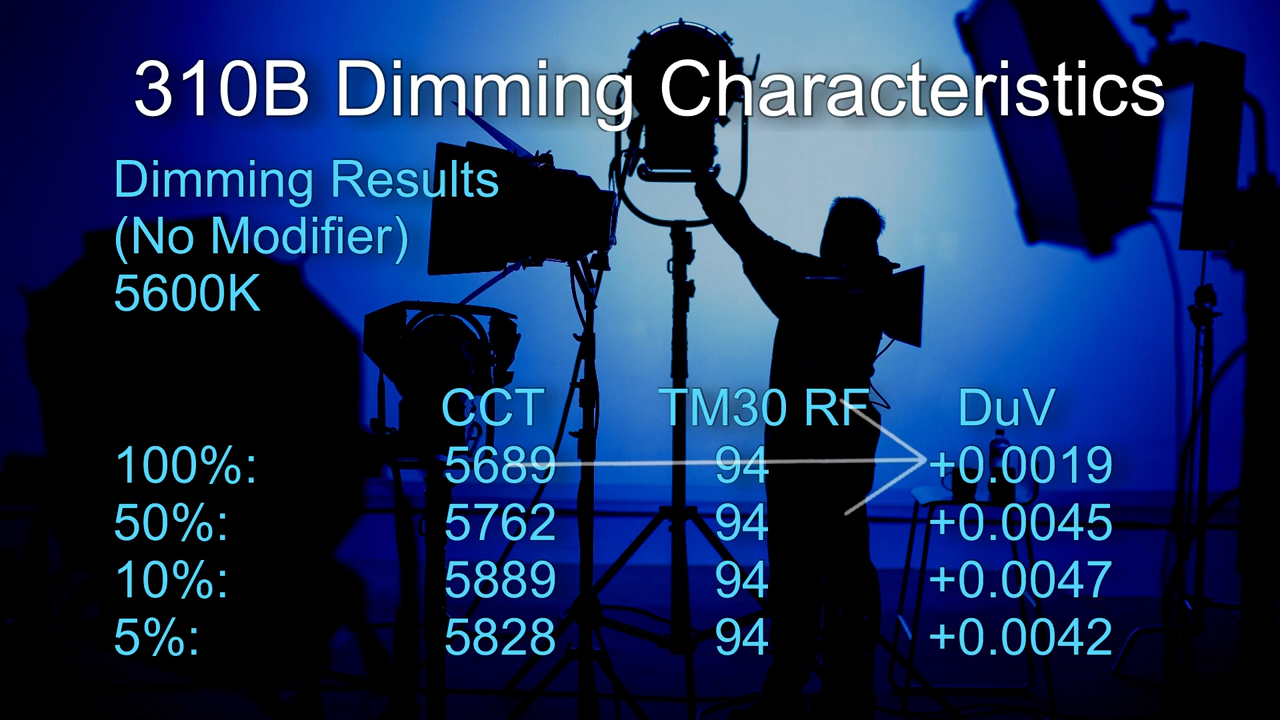 310B Dimming Characteristics
Dimming Results
(No Modifier)
5600K
CCT TM30 RF DuV
100%: 5689 94 +0.0019
50%: 5762 94 +0.0045
10%: 5889 94 +0.0047
5%: 5828 94 +0.0042